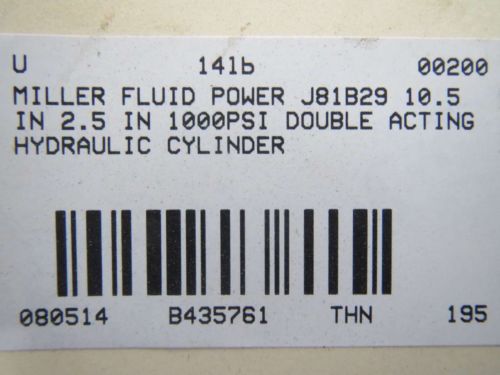 U 141b 00200
MILLER FLUID POWER J81B29 10.5
IN 2.5 IN 1000PSI DOUBLE ACTING
HYDRAULIC CYLINDER
080514 B435761 THN 195